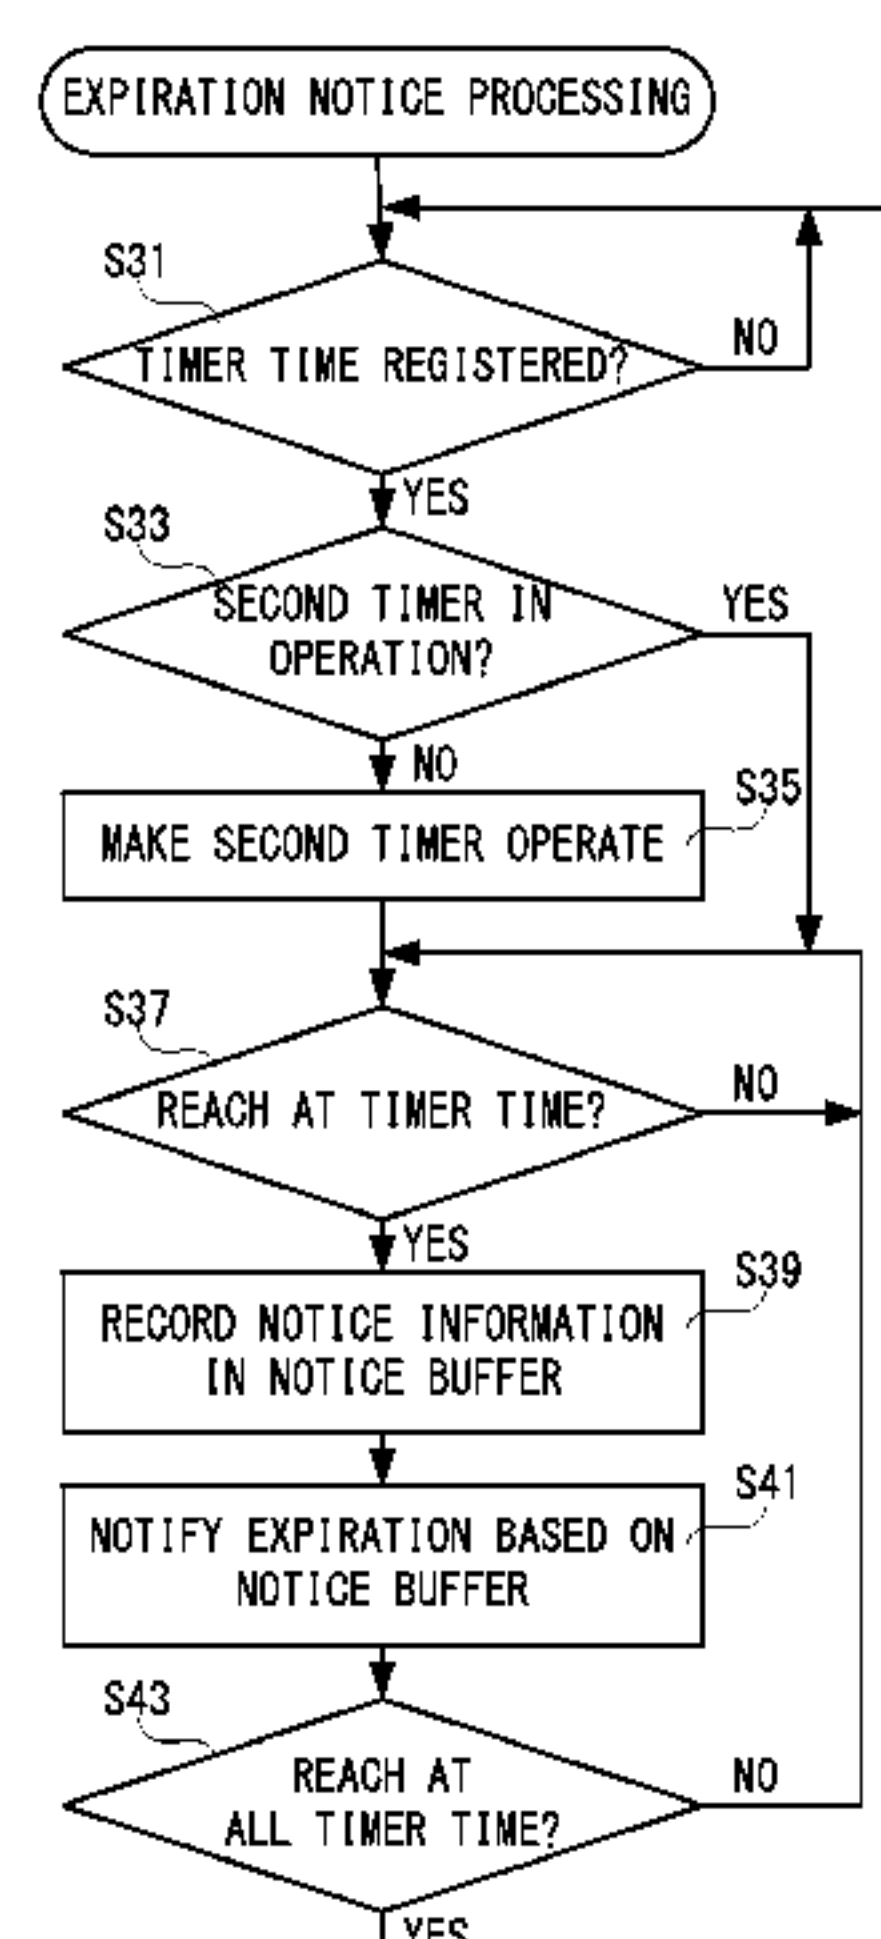 EXPIRATION NOTICE PROCESSING
S31
TIMER TIME REGISTERED?
NO
YES
S33
SECOND TIMER IN
OPERATION?
YES
NO
S35
MAKE SECOND TIMER OPERATE
S37
REACH AT TIMER TIME?
NO
YES
S39
RECORD NOTICE INFORMATION
IN NOTICE BUFFER
S41
NOTIFY EXPIRATION BASED ON
NOTICE BUFFER
S43
REACH AT
ALL TIMER TIME?
NO
YES